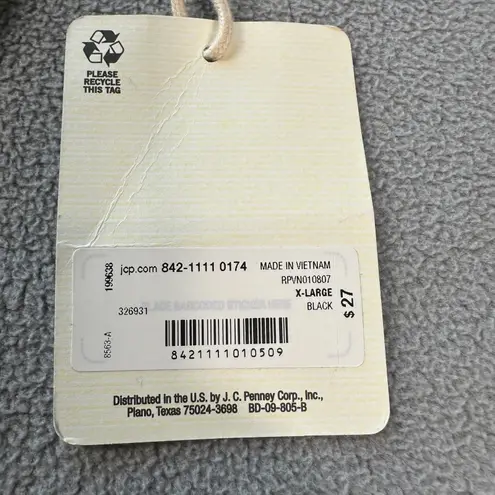 PLEASE
RECYCLE
THIS TAG
199638
jcp.com 842-1111 0174 MADE IN VIETNAM
RPVN010807
X-LARGE
326931 BLACK
$27
8563-A
8421111010509
Distributed in the U.S. by J. C. Penney Corp., Inc.,
Plano, Texas 75024-3698 BD-09-805-B